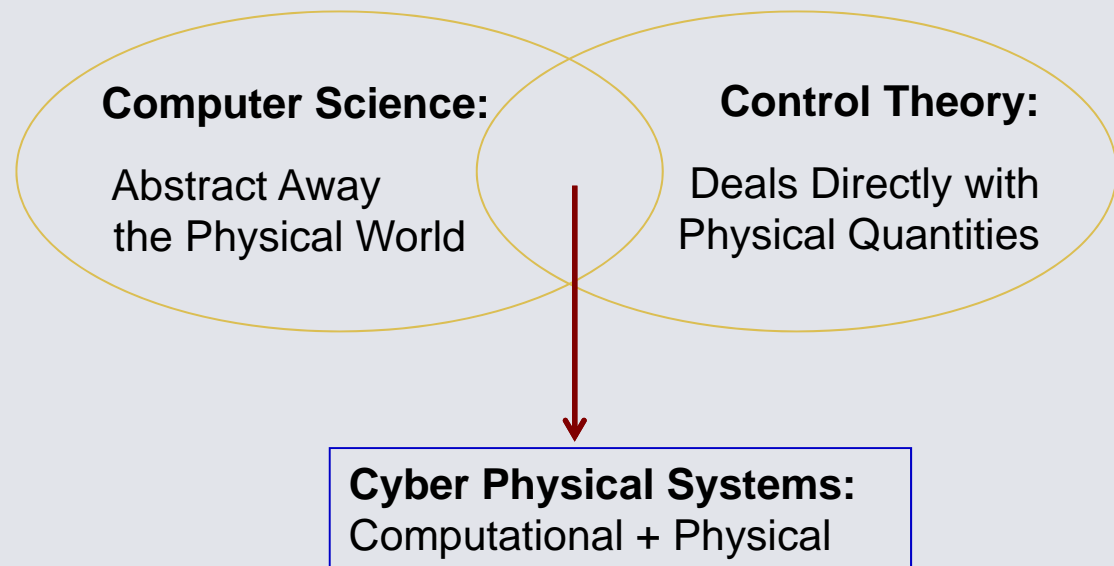 Computer Science:
Abstract Away
the Physical World
Control Theory:
Deals Directly with
Physical Quantities
Cyber Physical Systems:
Computational + Physical